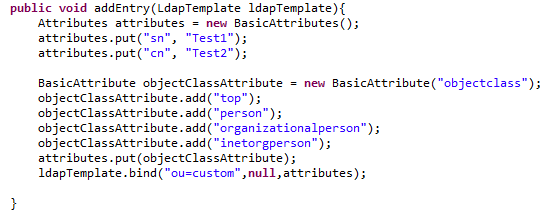 public void addEntry(LdapTemplate ldapTemplate){
    Attributes attributes = new BasicAttributes();
    attributes.put("sn", "Test1");
    attributes.put("cn", "Test2");

    BasicAttribute objectClassAttribute = new BasicAttribute("objectclass");
    objectClassAttribute.add("top");
    objectClassAttribute.add("person");
    objectClassAttribute.add("organizationalperson");
    objectClassAttribute.add("inetorgperson");
    attributes.put(objectClassAttribute);
    ldapTemplate.bind("ou=custom",null,attributes);

}